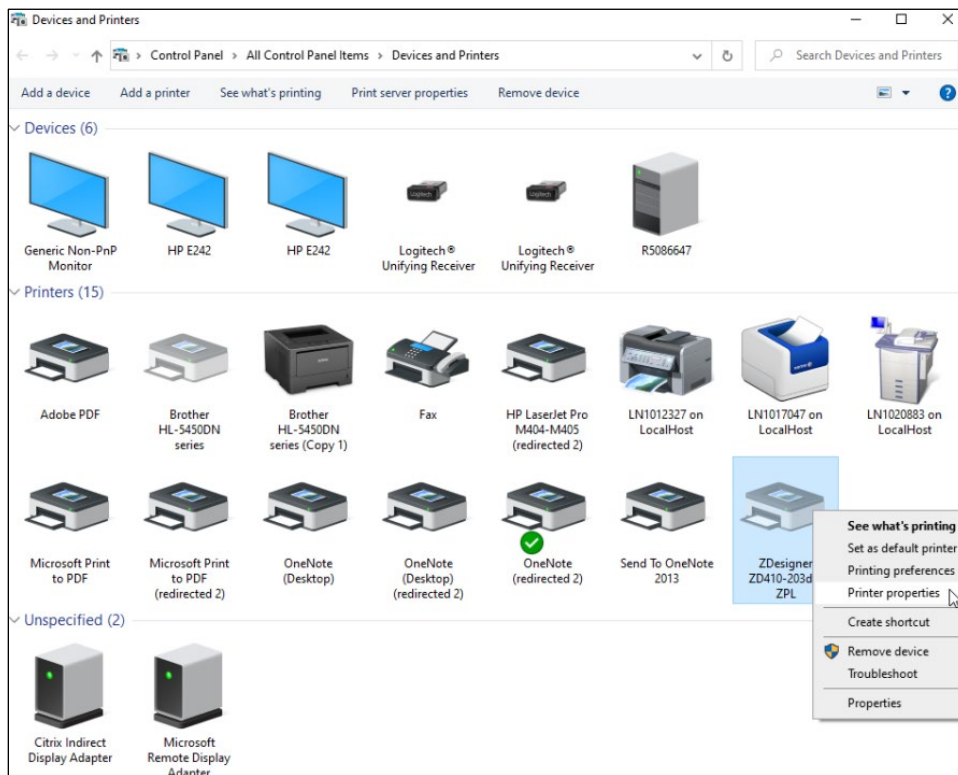 Devices and Printers
Control Panel > All Control Panel Items > Devices and Printers
Search Devices and Printers
Add a device Add a printer See what's printing Print server properties Remove device
Devices (6)
Generic Non-PnP Monitor
HP E242
HP E242
Logitech® Unifying Receiver
Logitech® Unifying Receiver
R5086647
Printers (15)
Adobe PDF
Brother HL-5450DN series
Brother HL-5450DN series (Copy 1)
Fax
HP LaserJet Pro M404-M405 (redirected 2)
LN1012327 on LocalHost
LN1017047 on LocalHost
LN1020883 on LocalHost
Microsoft Print to PDF
Microsoft Print to PDF (redirected 2)
OneNote (Desktop)
OneNote (Desktop) (redirected 2)
OneNote (redirected 2)
Send To OneNote 2013
ZDesigner ZD410-203d ZPL
See what's printing
Set as default printer
Printing preferences
Printer properties
Create shortcut
Remove device
Troubleshoot
Properties
Unspecified (2)
Citrix Indirect Display Adapter
Microsoft Remote Display Adapter